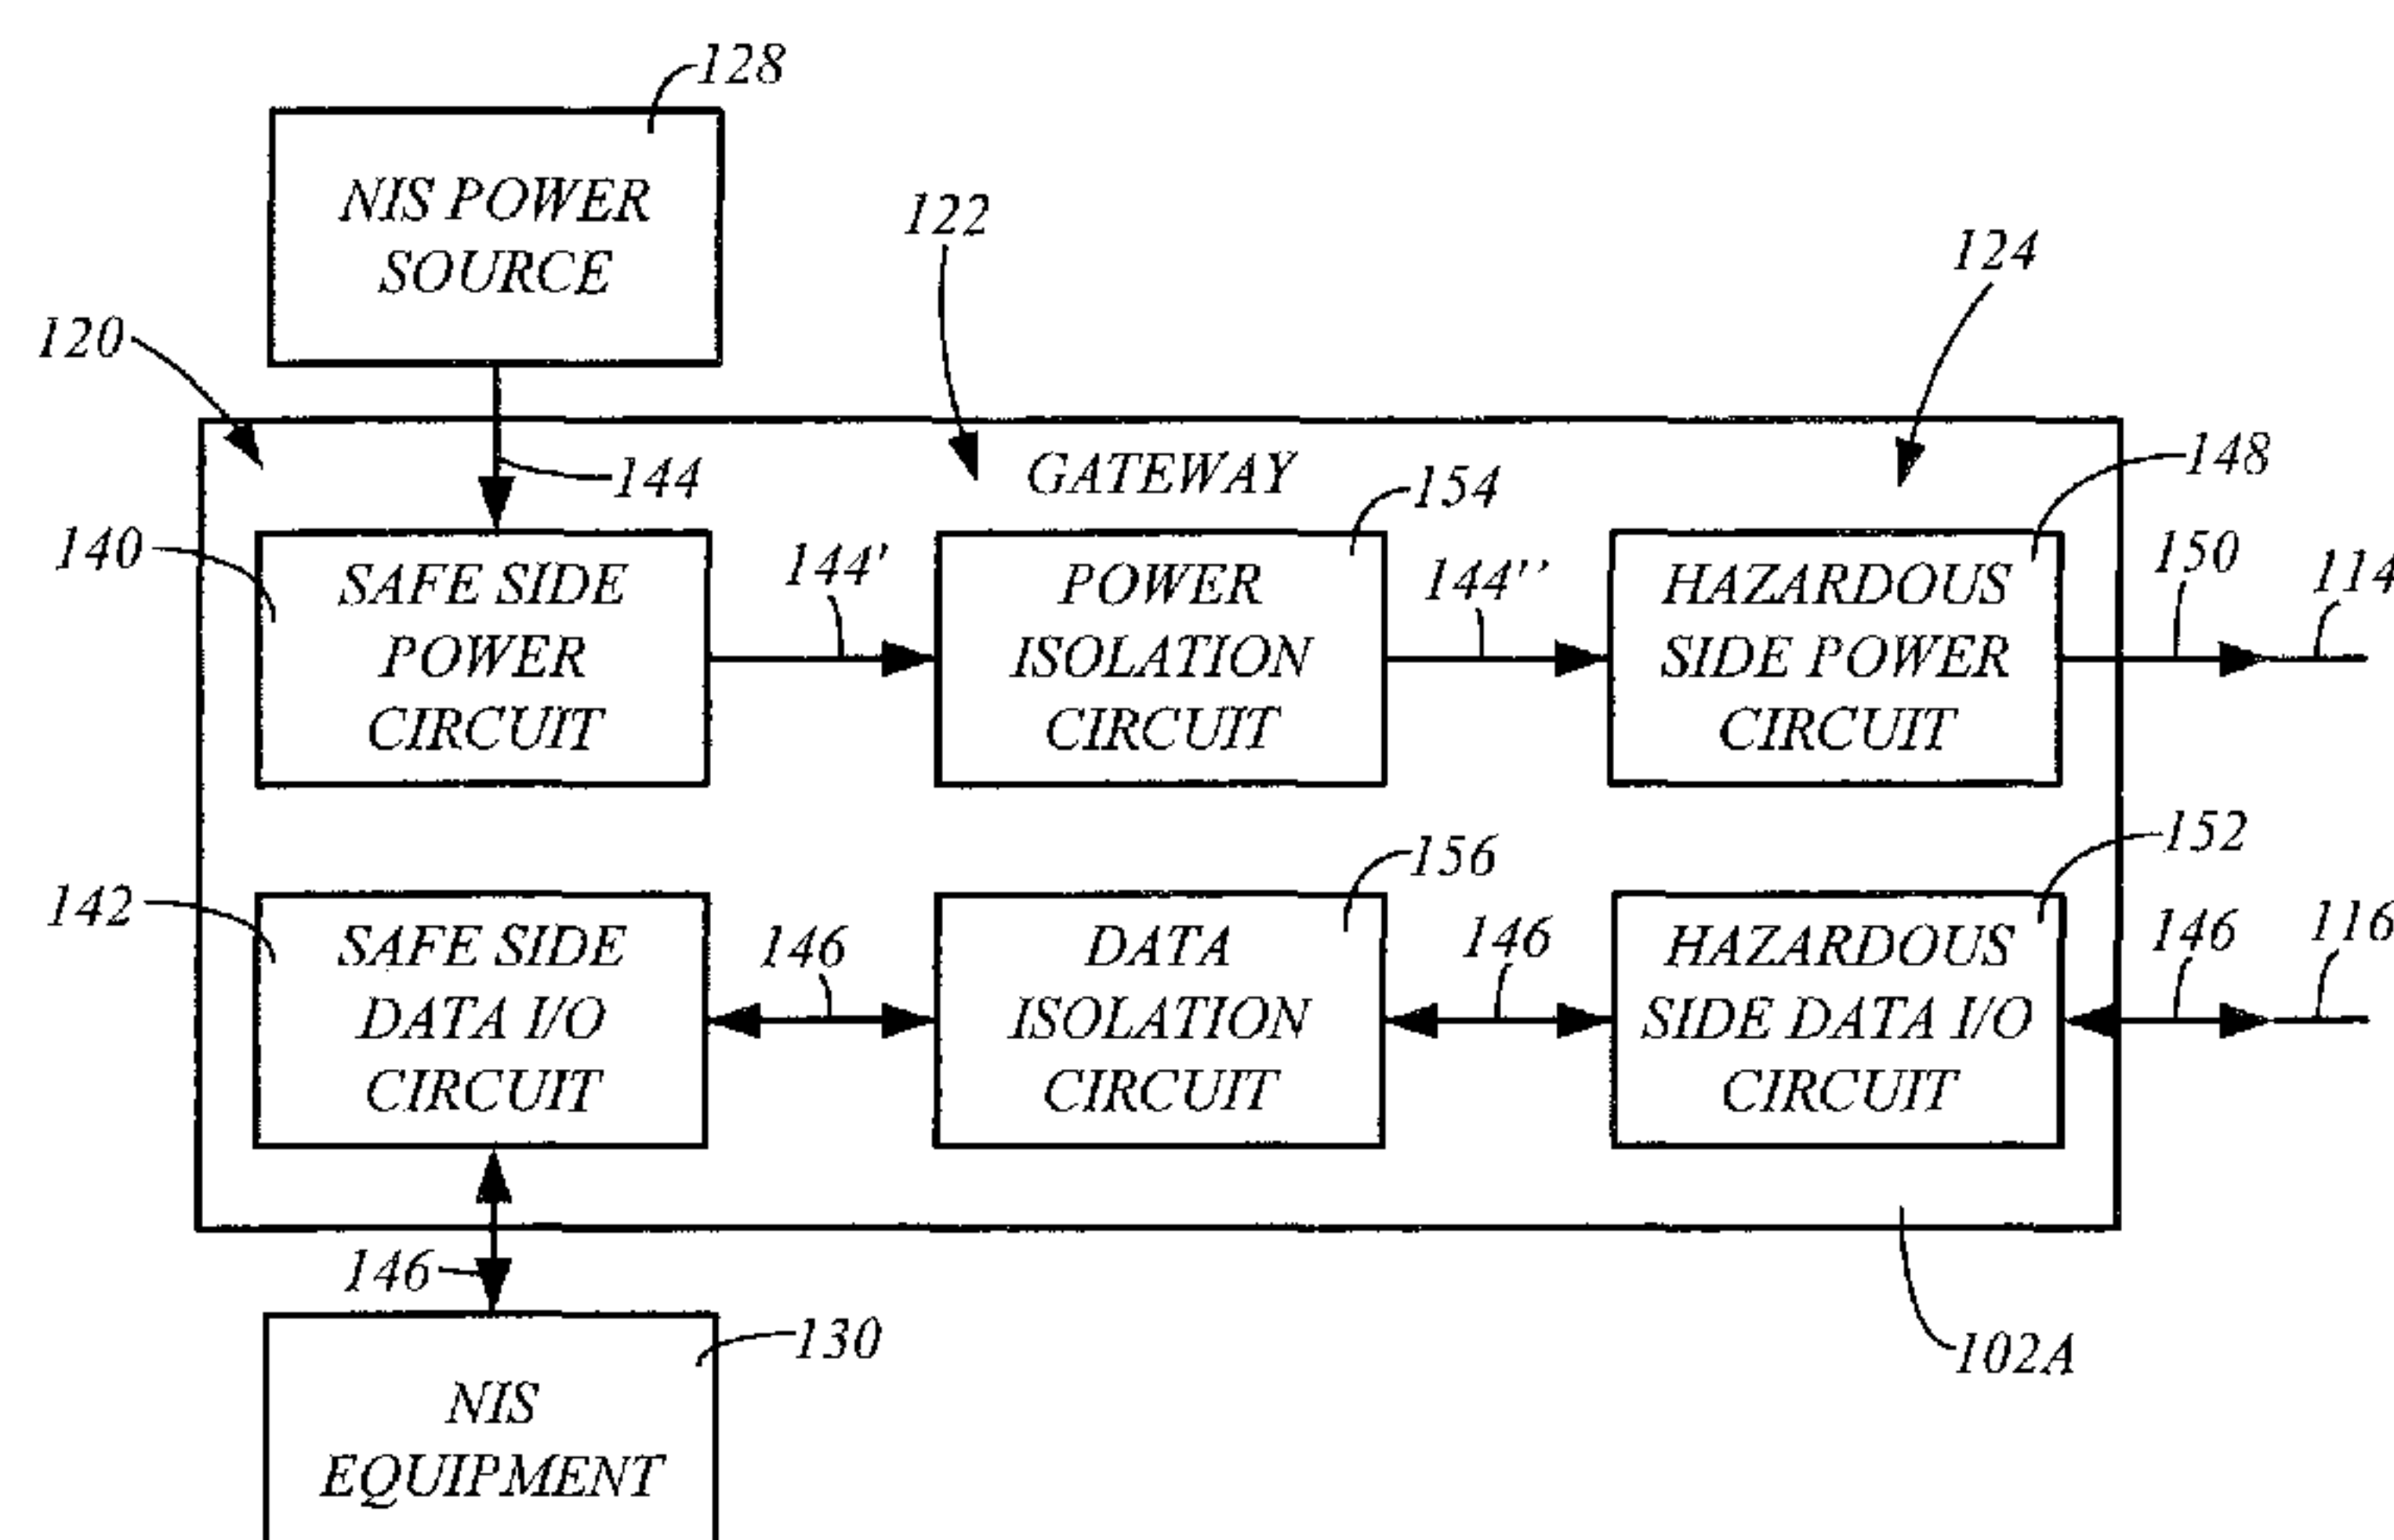 128
NIS POWER
SOURCE
122
124
120
144
GATEWAY
154
148
140
SAFE SIDE
POWER
CIRCUIT
144'
POWER
ISOLATION
CIRCUIT
144''
HAZARDOUS
SIDE POWER
CIRCUIT
150
114
142
SAFE SIDE
DATA I/O
CIRCUIT
146
156
DATA
ISOLATION
CIRCUIT
146
152
HAZARDOUS
SIDE DATA I/O
CIRCUIT
146
116
146
130
102A
NIS
EQUIPMENT